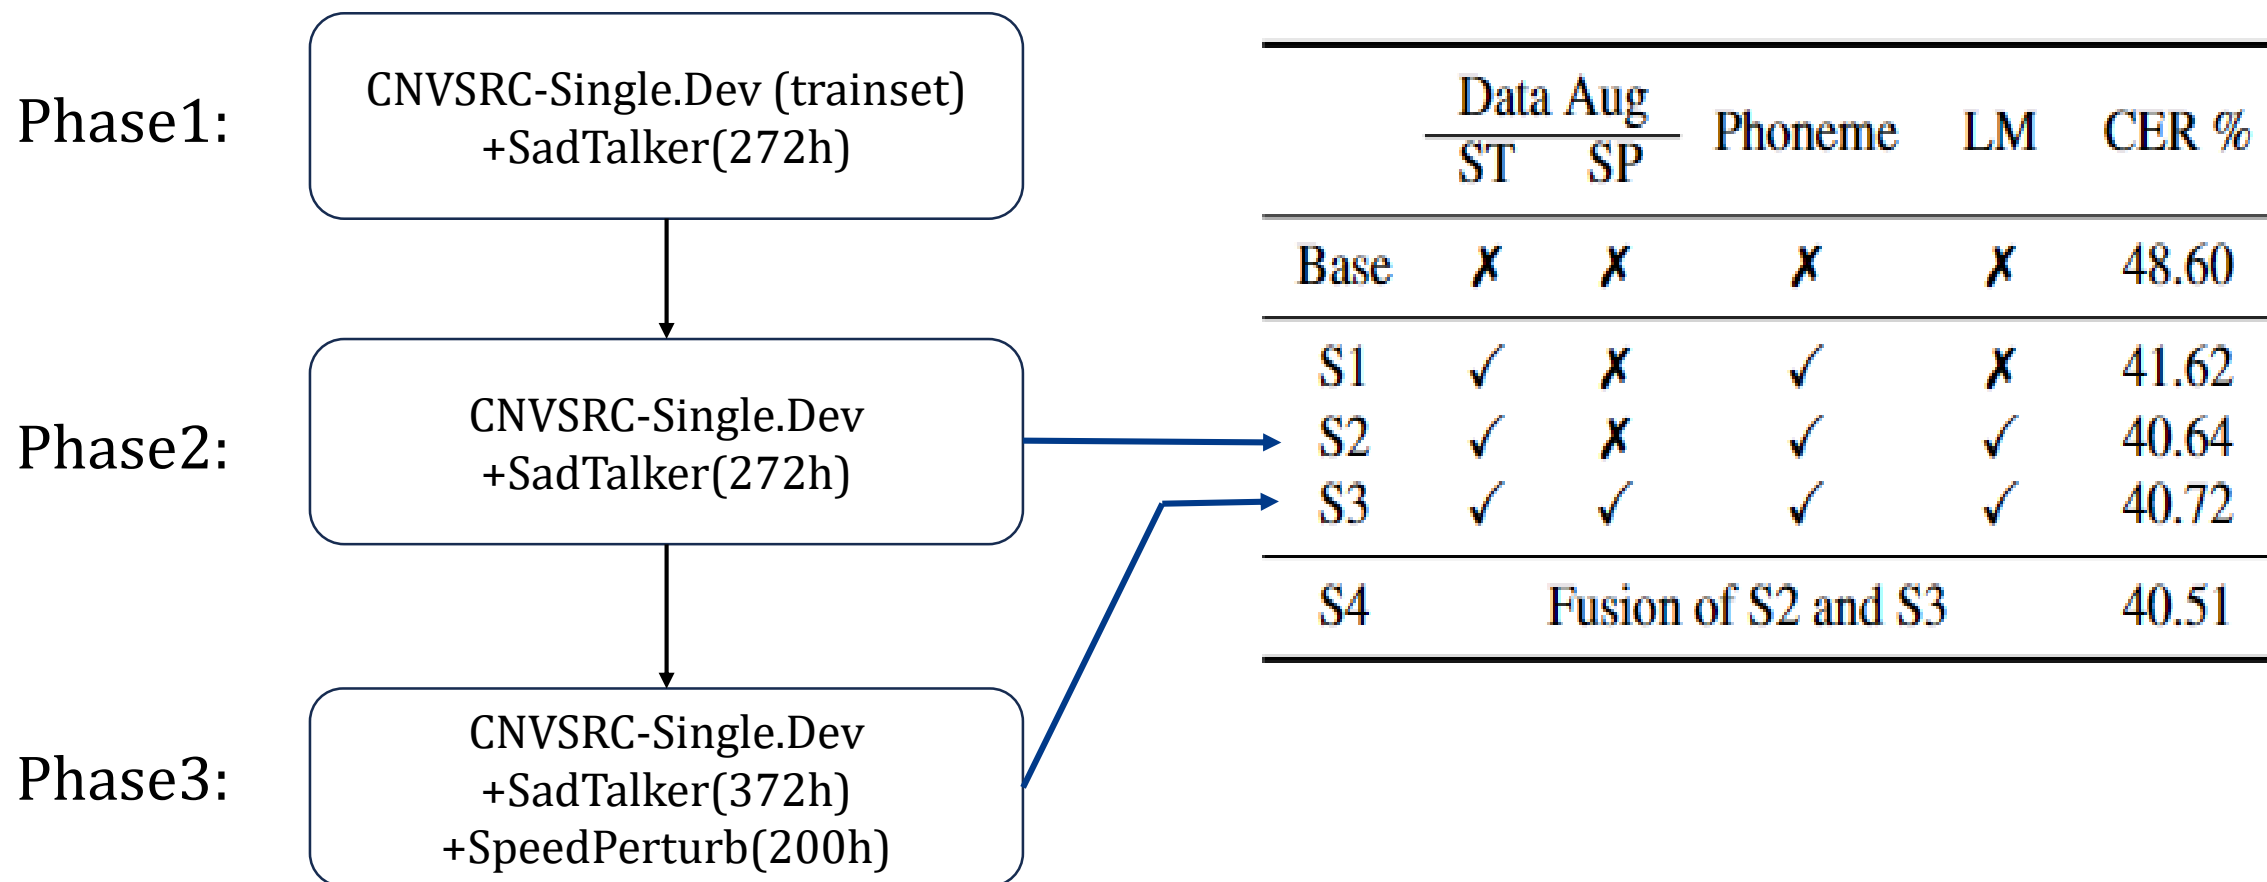 Phase1:
CNVSRC-Single.Dev (trainset)
+SadTalker(272h)
Phase2:
CNVSRC-Single.Dev
+SadTalker(272h)
Phase3:
CNVSRC-Single.Dev
+SadTalker(372h)
+SpeedPerturb(200h)
Data Aug Phoneme LM CER %
ST SP
Base ✗ ✗ ✗ ✗ 48.60
S1 ✓ ✗ ✓ ✗ 41.62
S2 ✓ ✗ ✓ ✓ 40.64
S3 ✓ ✓ ✓ ✓ 40.72
S4 Fusion of S2 and S3 40.51